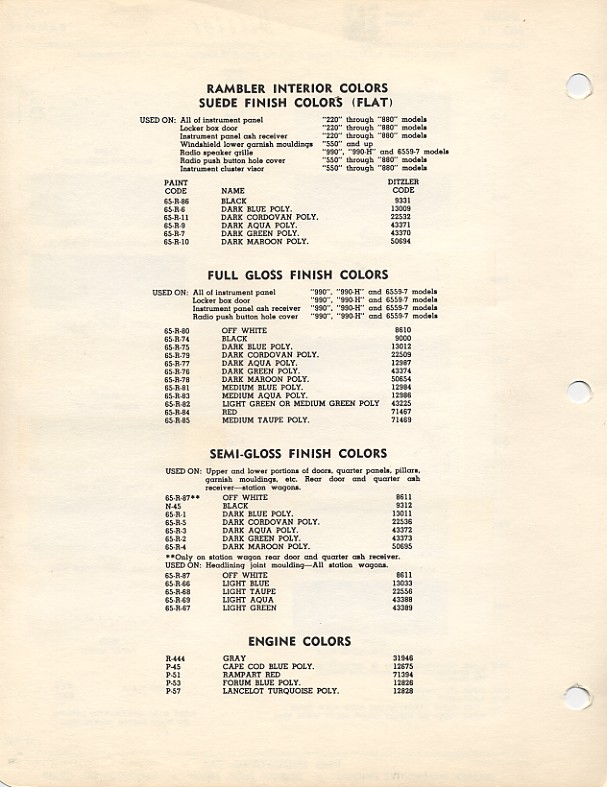 RAMBLER INTERIOR COLORS
SUEDE FINISH COLORS (FLAT)
USED ON: All of instrument panel "220" through "880" models
Locker box door "220" through "880" models
Instrument panel ash receiver "220" through "880" models
Windshield lower garnish mouldings "550" and up
Radio speaker grille "990", "990-H" and 6559-7 models
Radio push button hole cover "550" through "880" models
Instrument cluster visor "550" through "880" models
PAINT DITZLER
CODE NAME CODE
65-R-86 BLACK 9331
65-R-6 DARK BLUE POLY. 13009
65-R-11 DARK CORDOVAN POLY. 22532
65-R-9 DARK AQUA POLY. 43371
65-R-7 DARK GREEN POLY. 43370
65-R-10 DARK MAROON POLY. 50694
FULL GLOSS FINISH COLORS
USED ON: All of instrument panel "990", "990-H" and 6559-7 models
Locker box door "990", "990-H" and 6559-7 models
Instrument panel ash receiver "990", "990-H" and 6559-7 models
Radio push button hole cover "990", "990-H" and 6559-7 models
65-R-80 OFF WHITE 8610
65-R-74 BLACK 9000
65-R-75 DARK BLUE POLY. 13012
65-R-79 DARK CORDOVAN POLY. 22509
65-R-77 DARK AQUA POLY. 12987
65-R-76 DARK GREEN POLY. 43374
65-R-78 DARK MAROON POLY. 50654
65-R-81 MEDIUM BLUE POLY. 12984
65-R-83 MEDIUM AQUA POLY. 12986
65-R-82 LIGHT GREEN OR MEDIUM GREEN POLY 43225
65-R-84 RED 71467
65-R-85 MEDIUM TAUPE POLY. 71469
SEMI-GLOSS FINISH COLORS
USED ON: Upper and lower portions of doors, quarter panels, pillars,
garnish mouldings, etc. Rear door and quarter ash
receiver—station wagons.
65-R-87** OFF WHITE 8611
N-45 BLACK 9312
65-R-1 DARK BLUE POLY. 13011
65-R-5 DARK CORDOVAN POLY. 22536
65-R-3 DARK AQUA POLY. 43372
65-R-2 DARK GREEN POLY. 43373
65-R-4 DARK MAROON POLY. 50695
**Only on station wagon rear door and quarter ash receiver.
USED ON: Headlining joint moulding—All station wagons.
65-R-87 OFF WHITE 8611
65-R-66 LIGHT BLUE 13033
65-R-68 LIGHT TAUPE 22556
65-R-69 LIGHT AQUA 43388
65-R-67 LIGHT GREEN 43389
ENGINE COLORS
R-444 GRAY 31946
P-45 CAPE COD BLUE POLY. 12675
P-51 RAMPART RED 71394
P-53 FORUM BLUE POLY. 12826
P-57 LANCELOT TURQUOISE POLY. 12828